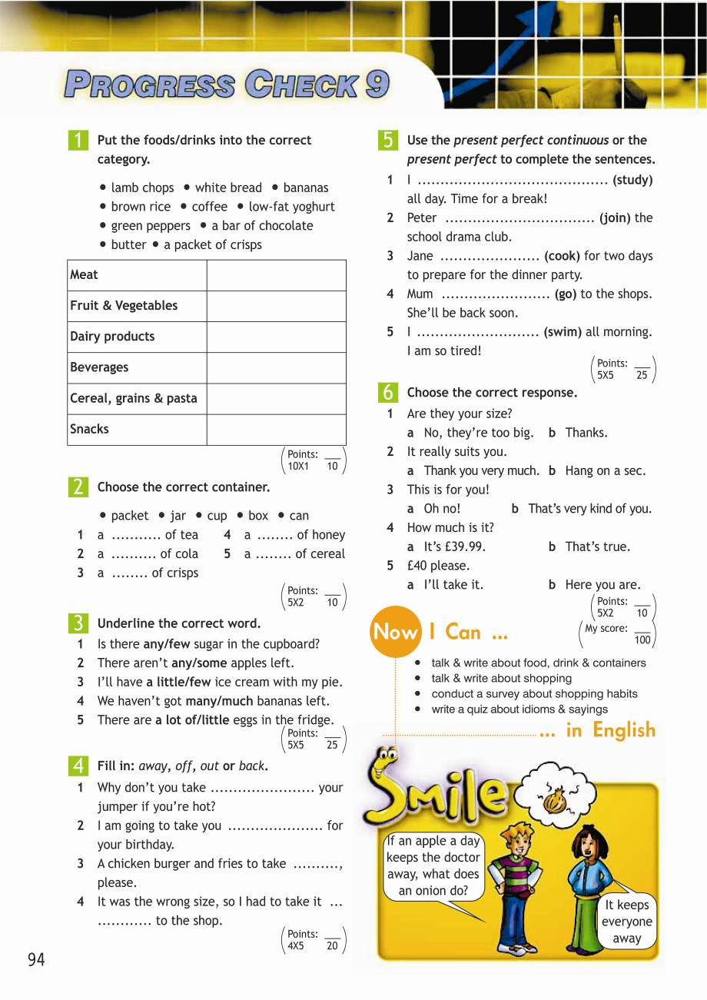 PROGRESS CHECK 9
1 Put the foods/drinks into the correct
category.
• lamb chops • white bread • bananas
• brown rice • coffee • low-fat yoghurt
• green peppers • a bar of chocolate
• butter • a packet of crisps
Meat
Fruit & Vegetables
Dairy products
Beverages
Cereal, grains & pasta
Snacks
(Points: ___
10X1 10)
2 Choose the correct container.
• packet • jar • cup • box • can
1 a ........... of tea 4 a ........ of honey
2 a .......... of cola 5 a ........ of cereal
3 a ........ of crisps
(Points: ___
5X2 10)
3 Underline the correct word.
1 Is there any/few sugar in the cupboard?
2 There aren't any/some apples left.
3 I'll have a little/few ice cream with my pie.
4 We haven't got many/much bananas left.
5 There are a lot of/little eggs in the fridge.
(Points: ___
5X5 25)
4 Fill in: away, off, out or back.
1 Why don't you take ....................... your
jumper if you're hot?
2 I am going to take you ..................... for
your birthday.
3 A chicken burger and fries to take ..........,
please.
4 It was the wrong size, so I had to take it ...
............ to the shop.
(Points: ___
4X5 20)
94
5 Use the present perfect continuous or the
present perfect to complete the sentences.
1 I .......................................... (study)
all day. Time for a break!
2 Peter ................................. (join) the
school drama club.
3 Jane ...................... (cook) for two days
to prepare for the dinner party.
4 Mum ........................ (go) to the shops.
She'll be back soon.
5 I ........................... (swim) all morning.
I am so tired!
(Points: ___
5X5 25)
6 Choose the correct response.
1 Are they your size?
a No, they're too big. b Thanks.
2 It really suits you.
a Thank you very much. b Hang on a sec.
3 This is for you!
a Oh no! b That's very kind of you.
4 How much is it?
a It's £39.99. b That's true.
5 £40 please.
a I'll take it. b Here you are.
(Points: ___
5X2 10)
(My score: ___
100)
Now I Can ...
• talk & write about food, drink & containers
• talk & write about shopping
• conduct a survey about shopping habits
• write a quiz about idioms & sayings
... in English
Smile
If an apple a day
keeps the doctor
away, what does
an onion do?
It keeps
everyone
away